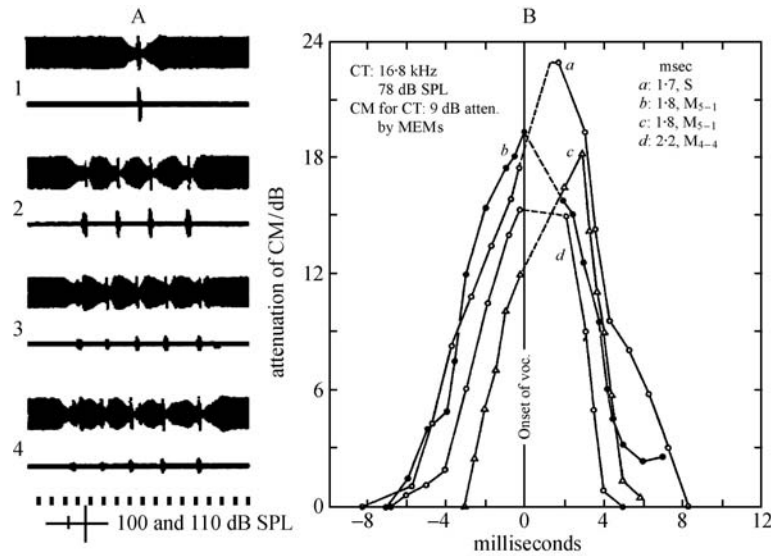 A
1
2
3
4
100 and 110 dB SPL
B
CT: 16·8 kHz
78 dB SPL
CM for CT: 9 dB atten.
by MEMs
msec
a: 1·7, S
b: 1·8, M5–1
c: 1·8, M5–1
d: 2·2, M4–4
a
b
c
d
Onset of voc.
attenuation of CM/dB
24
23
18
12
6
0
−8
−4
0
4
8
12
milliseconds